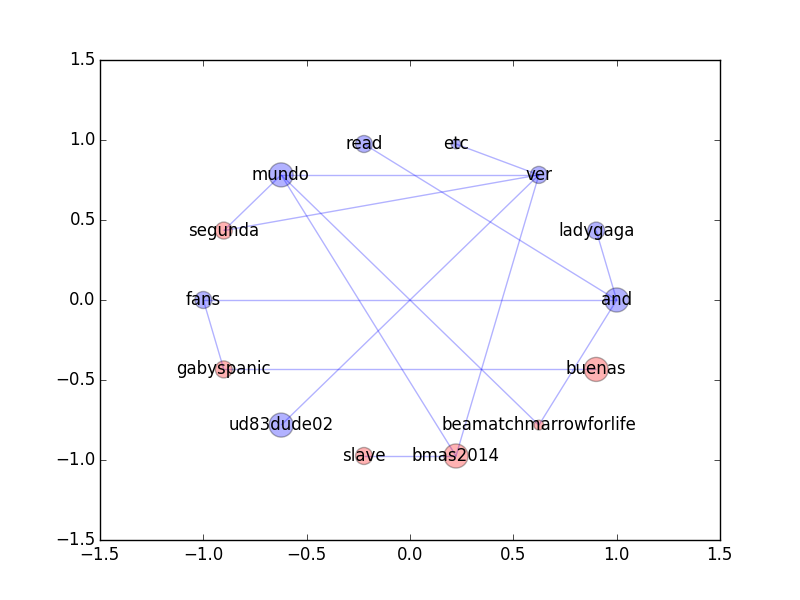 1.5
1.0
0.5
0.0
−0.5
−1.0
−1.5
−1.5
−1.0
−0.5
0.0
0.5
1.0
1.5
read
etc
mundo
ver
segunda
ladygaga
fans
and
gabyspanic
buenas
ud83dude02
beamatchmarrowforlife
slave
bmas2014